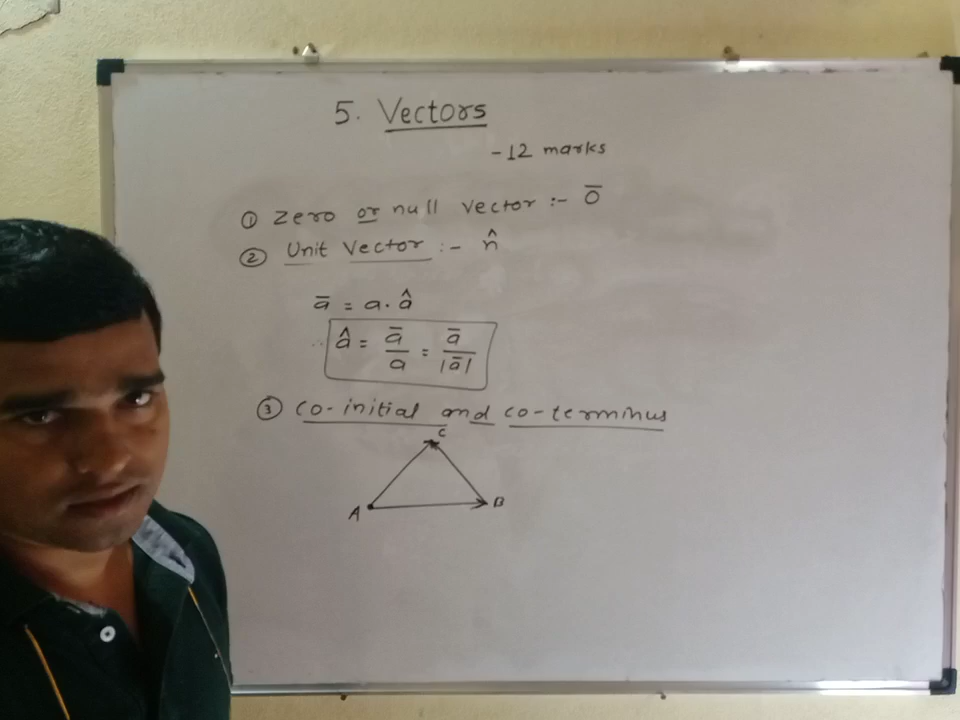 5. Vectors
-12 marks
① Zero or null vector :- o̅
② Unit Vector :- n̂
a̅ = a. â
â = a̅/a = a̅/|a̅|
③ Co-initial and co-terminus
C
A B